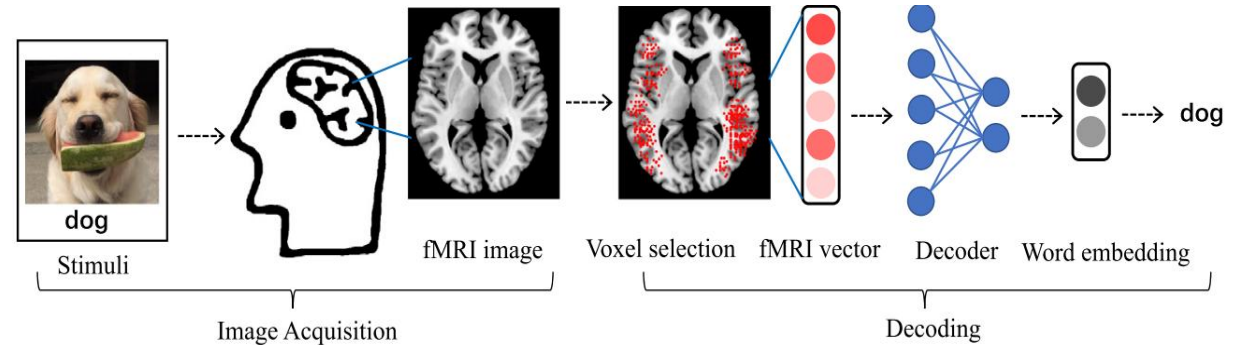 dog
Stimuli
fMRI image
Image Acquisition
Voxel selection
fMRI vector
Decoder
Word embedding
dog
Decoding